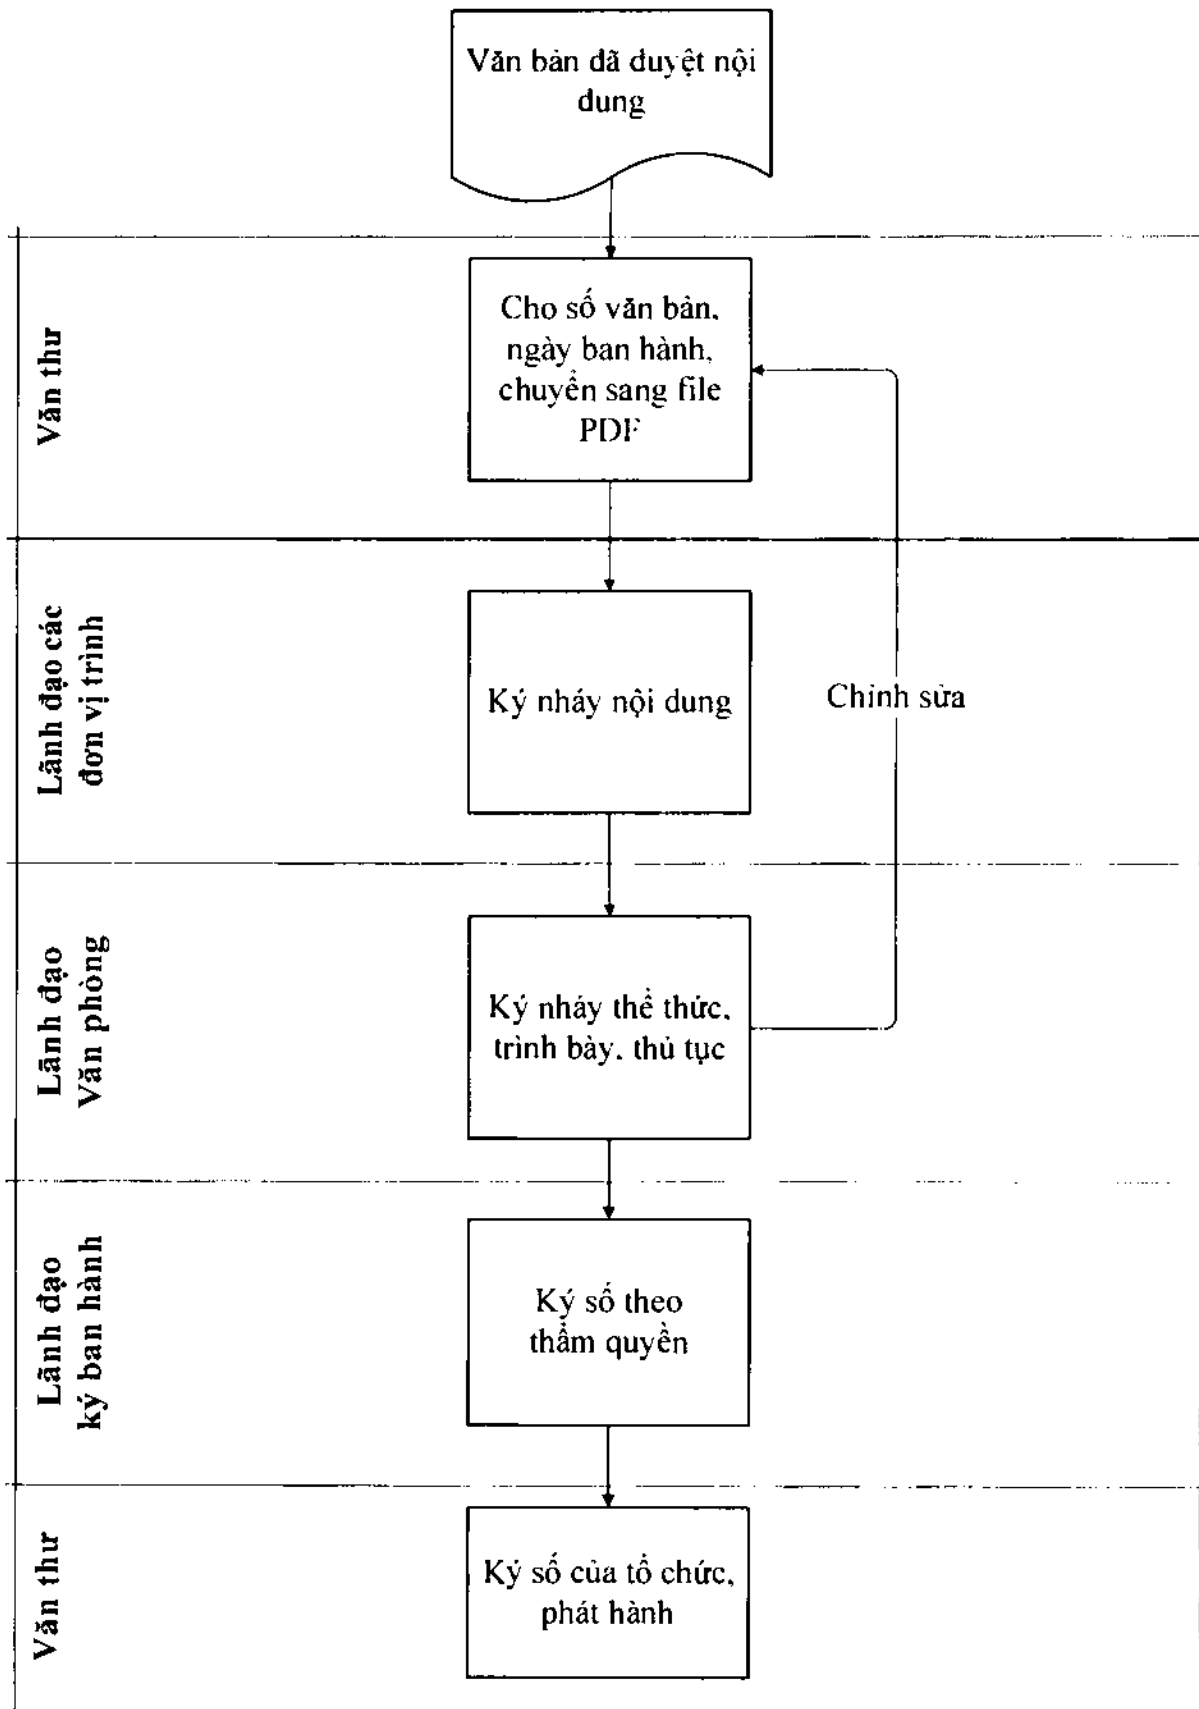 Văn bản đã duyệt nội
dung
Văn thư
Cho số văn bản,
ngày ban hành,
chuyển sang file
PDF
Lãnh đạo các
đơn vị trình
Ký nháy nội dung
Chỉnh sửa
Lãnh đạo
Văn phòng
Ký nháy thể thức,
trình bày, thủ tục
Lãnh đạo
ký ban hành
Ký số theo
thẩm quyền
Văn thư
Ký số của tổ chức,
phát hành